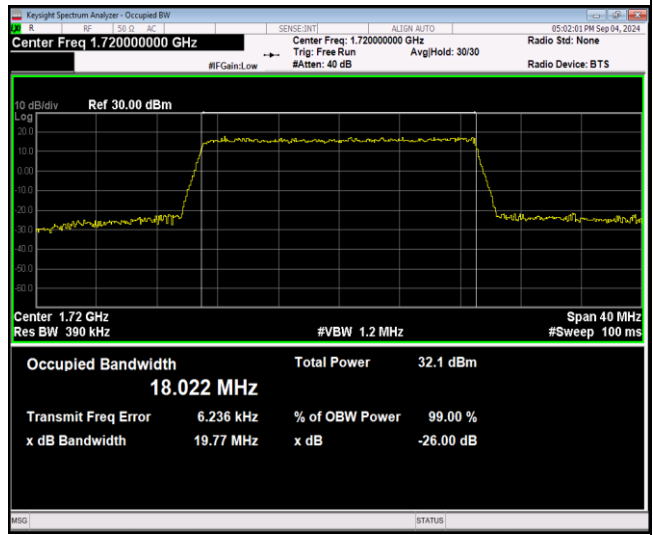 Keysight Spectrum Analyzer - Occupied BW
R RF 50 Ω AC SENSE:INT ALIGN AUTO 05:02:01 PM Sep 04, 2024
Center Freq 1.720000000 GHz Center Freq: 1.720000000 GHz Radio Std: None
Trig: Free Run Avg|Hold: 30/30
#IFGain:Low #Atten: 40 dB Radio Device: BTS
10 dB/div Ref 30.00 dBm
Log
20.0
10.0
0.00
-10.0
-20.0
-30.0
-40.0
-50.0
-60.0
Center 1.72 GHz Span 40 MHz
Res BW 390 kHz #VBW 1.2 MHz #Sweep 100 ms
Occupied Bandwidth Total Power 32.1 dBm
18.022 MHz
Transmit Freq Error 6.236 kHz % of OBW Power 99.00 %
x dB Bandwidth 19.77 MHz x dB -26.00 dB
MSG STATUS